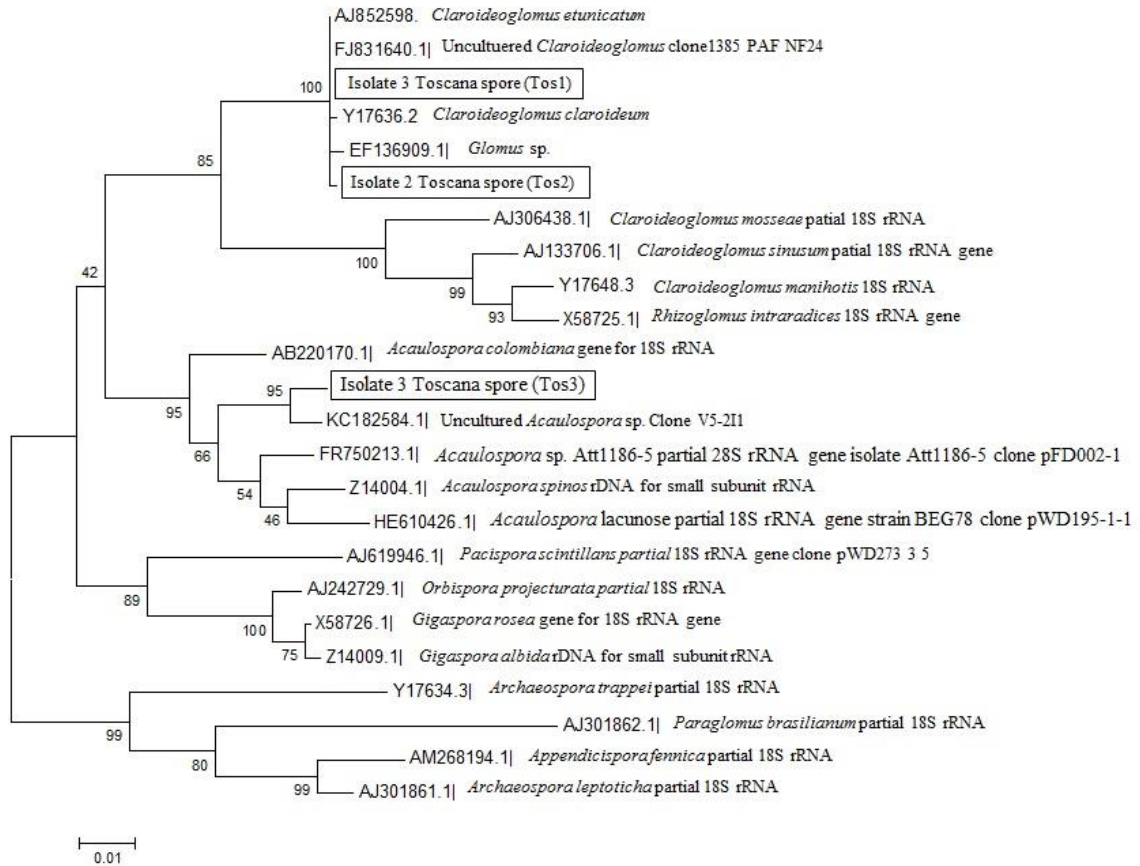 AJ852598. Claroideoglomus etunicatum
FJ831640.1| Uncultuered Claroideoglomus clone1385 PAF NF24
Isolate 3 Toscana spore (Tos1)
100
Y17636.2 Claroideoglomus claroideum
EF136909.1| Glomus sp.
85
Isolate 2 Toscana spore (Tos2)
AJ306438.1| Claroideoglomus mosseae patial 18S rRNA
AJ133706.1| Claroideoglomus sinusum patial 18S rRNA gene
100
42
Y17648.3 Claroideoglomus manihotis 18S rRNA
99
X58725.1| Rhizoglomus intraradices 18S rRNA gene
93
AB220170.1| Acaulospora colombiana gene for 18S rRNA
Isolate 3 Toscana spore (Tos3)
95
95
KC182584.1| Uncultured Acaulospora sp. Clone V5-2I1
66
FR750213.1| Acaulospora sp. Att1186-5 partial 28S rRNA gene isolate Att1186-5 clone pFD002-1
54
Z14004.1| Acaulospora spinos rDNA for small subunit rRNA
46
HE610426.1| Acaulospora lacunose partial 18S rRNA gene strain BEG78 clone pWD195-1-1
AJ619946.1| Pacispora scintillans partial 18S rRNA gene clone pWD273 3 5
89
AJ242729.1| Orbispora projecturata partial 18S rRNA
100
X58726.1| Gigaspora rosea gene for 18S rRNA gene
75
Z14009.1| Gigaspora albida rDNA for small subunit rRNA
Y17634.3| Archaeospora trappei partial 18S rRNA
99
AJ301862.1| Paraglomus brasilianum partial 18S rRNA
80
AM268194.1| Appendicispora fennica partial 18S rRNA
99
AJ301861.1| Archaeospora leptoticha partial 18S rRNA
0.01